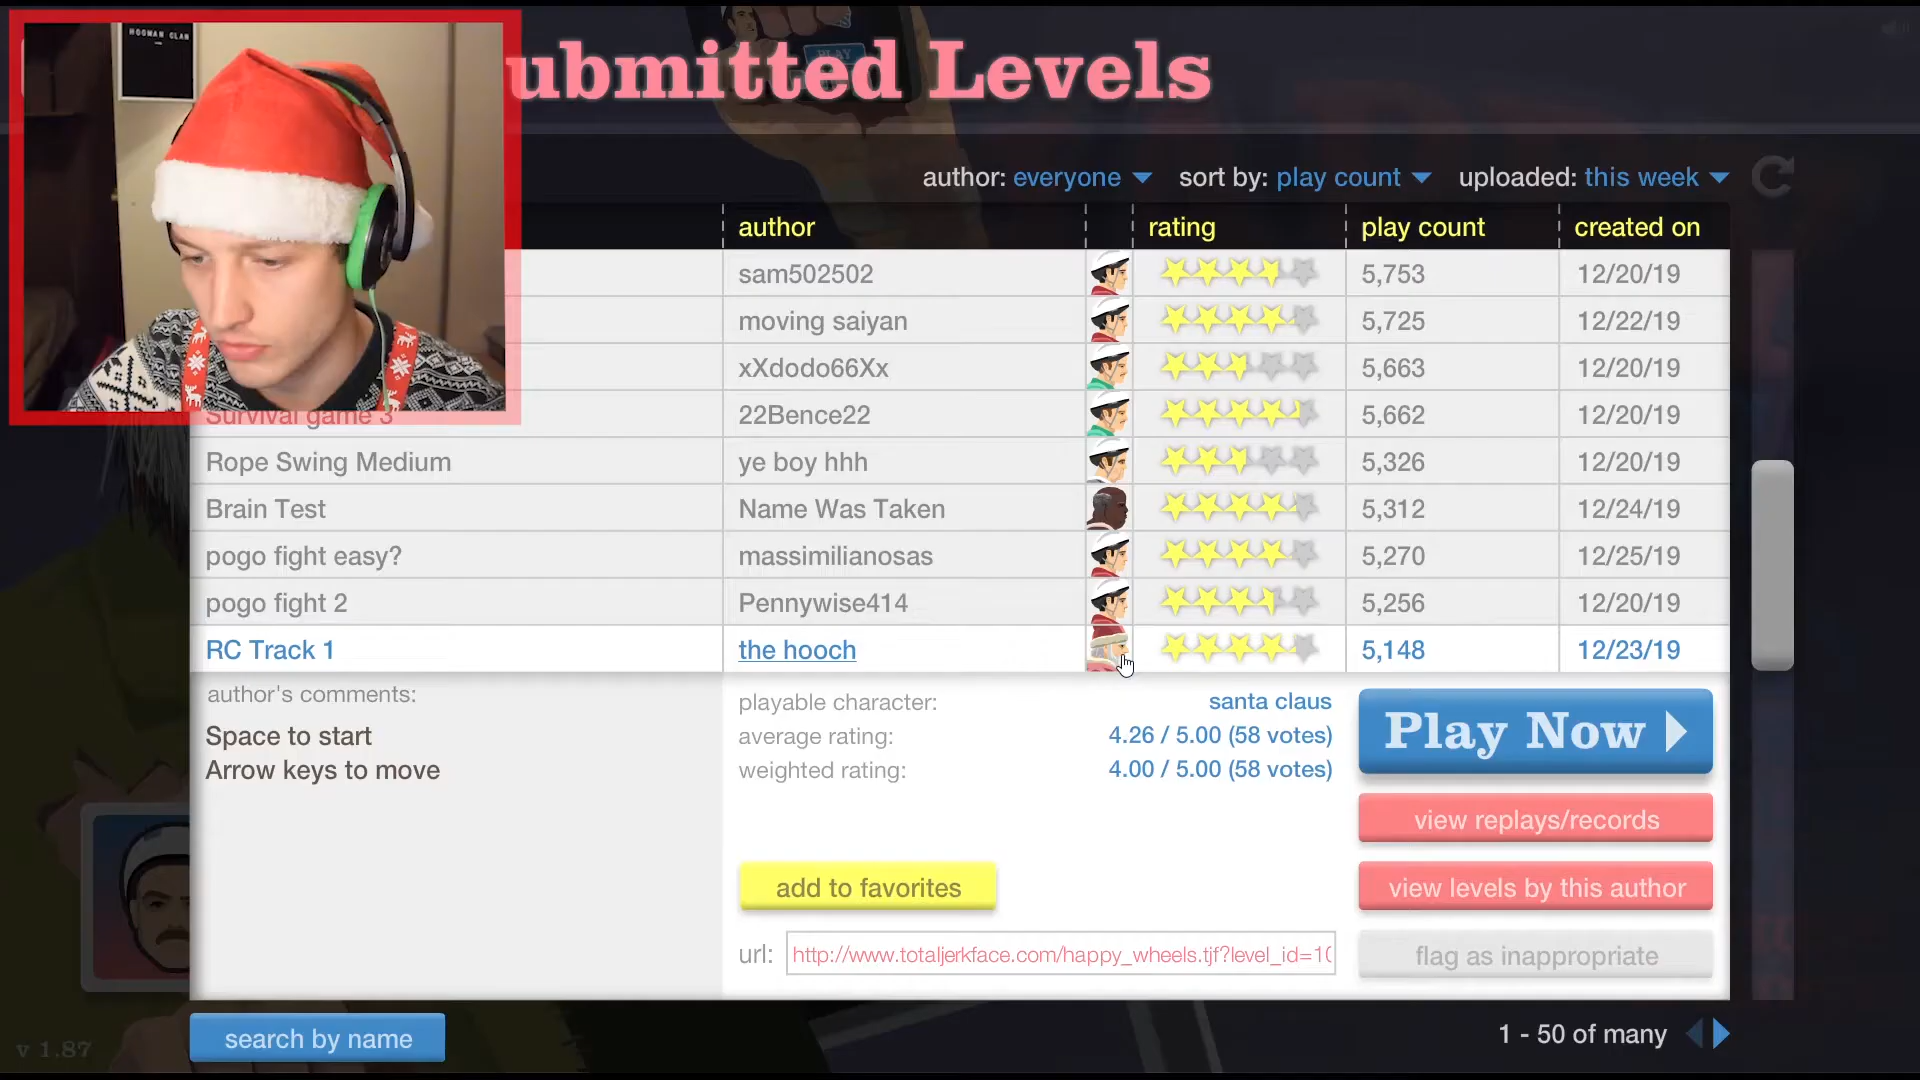 HOGMAN CLAN
ubmitted Levels
author: everyone sort by: play count uploaded: this week
author rating play count created on
sam502502 5,753 12/20/19
moving saiyan 5,725 12/22/19
xXdodo66Xx 5,663 12/20/19
Survival game 3 22Bence22 5,662 12/20/19
Rope Swing Medium ye boy hhh 5,326 12/20/19
Brain Test Name Was Taken 5,312 12/24/19
pogo fight easy? massimilianosas 5,270 12/25/19
pogo fight 2 Pennywise414 5,256 12/20/19
RC Track 1 the hooch 5,148 12/23/19
author's comments:
Space to start
Arrow keys to move
playable character: santa claus
average rating: 4.26 / 5.00 (58 votes)
weighted rating: 4.00 / 5.00 (58 votes)
Play Now
view replays/records
add to favorites
view levels by this author
url: http://www.totaljerkface.com/happy_wheels.tjf?level_id=10
flag as inappropriate
search by name
1 - 50 of many
v 1.87